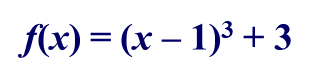 f(x) = (x – 1)³ + 3